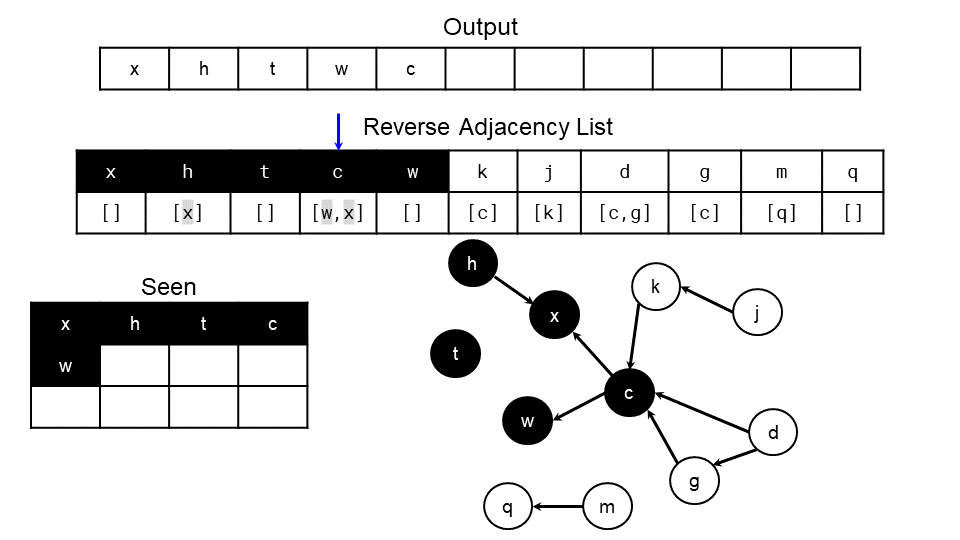 Output
x h t w c
Reverse Adjacency List
x h t c w k j d g m q
[] [x] [] [w,x] [] [c] [k] [c,g] [c] [q] []
Seen
x h t c
w
h
k
j
x
t
c
w
d
g
q
m